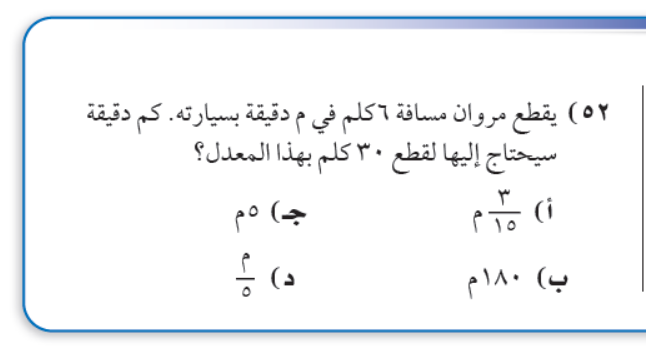 ٥٢) يقطع مروان مسافة ٦ كلم في م دقيقة بسيارته. كم دقيقة
سيحتاج إليها لقطع ٣٠ كلم بهذا المعدل؟
أ) ٣/١٥ م
جـ) ٥م
ب) ١٨٠م
د) م/٥